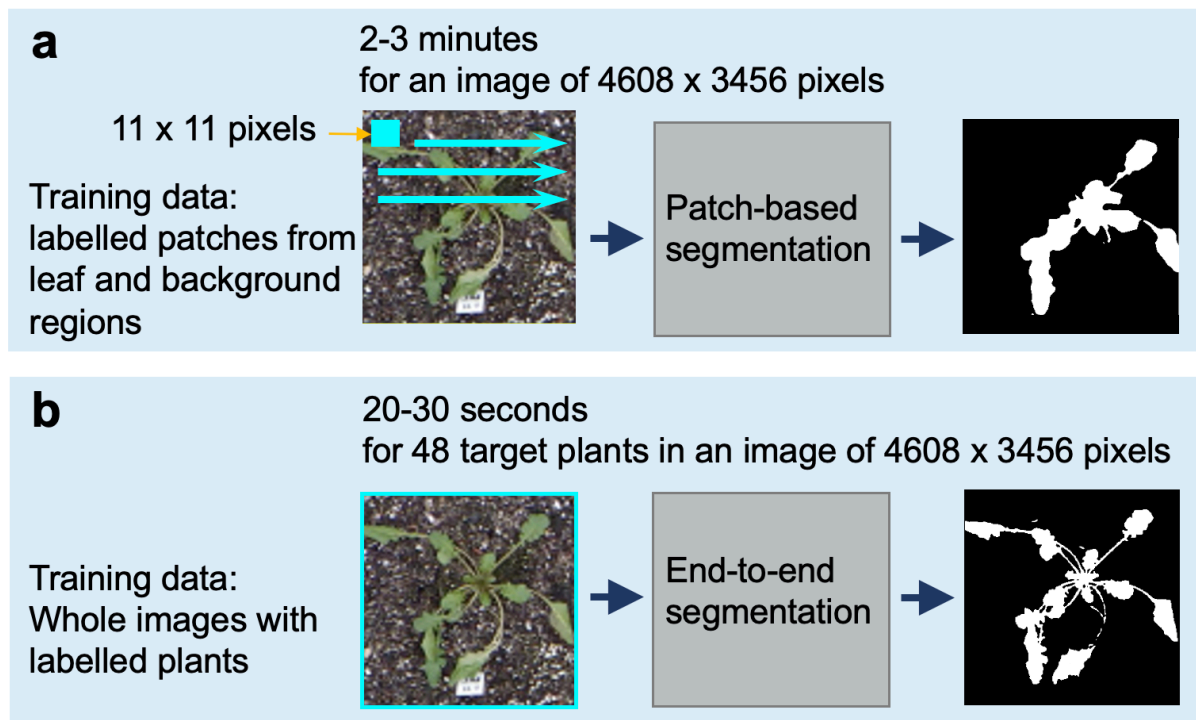 a
2-3 minutes
for an image of 4608 x 3456 pixels
11 x 11 pixels
Training data:
labelled patches from
leaf and background
regions
Patch-based
segmentation
b
20-30 seconds
for 48 target plants in an image of 4608 x 3456 pixels
Training data:
Whole images with
labelled plants
End-to-end
segmentation